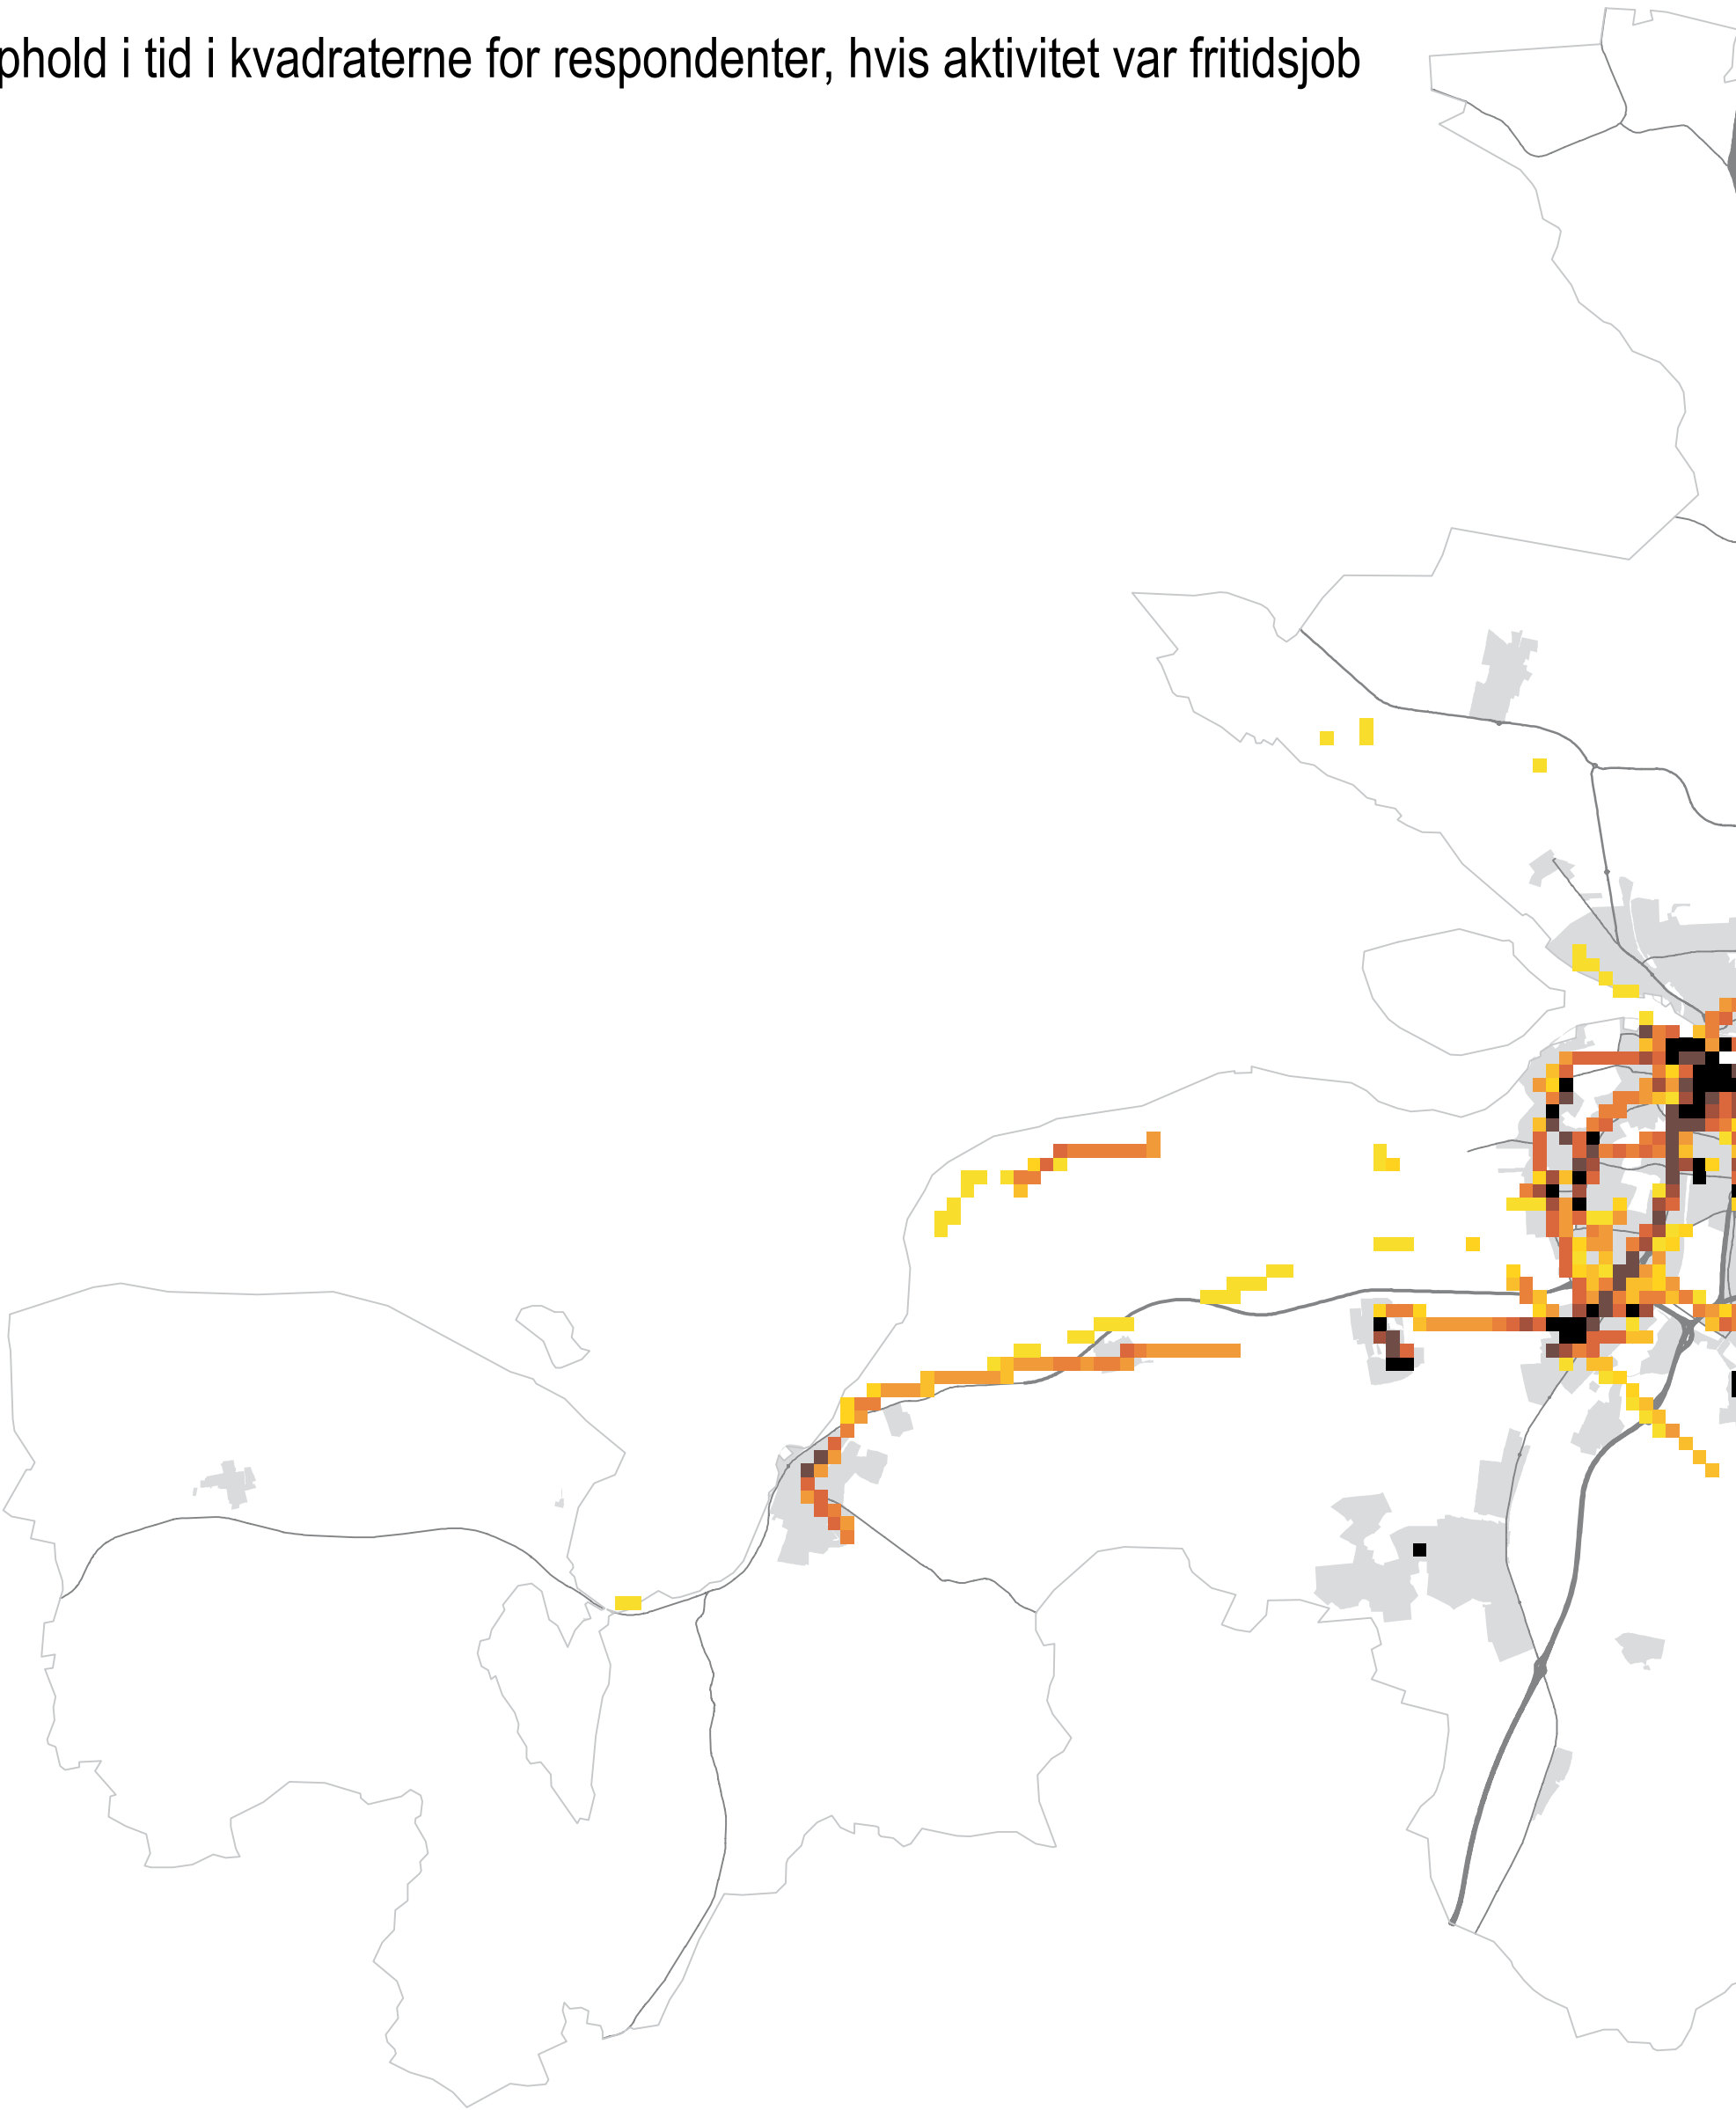 phold i tid i kvadraterne for respondenter, hvis aktivitet var fritidsjob